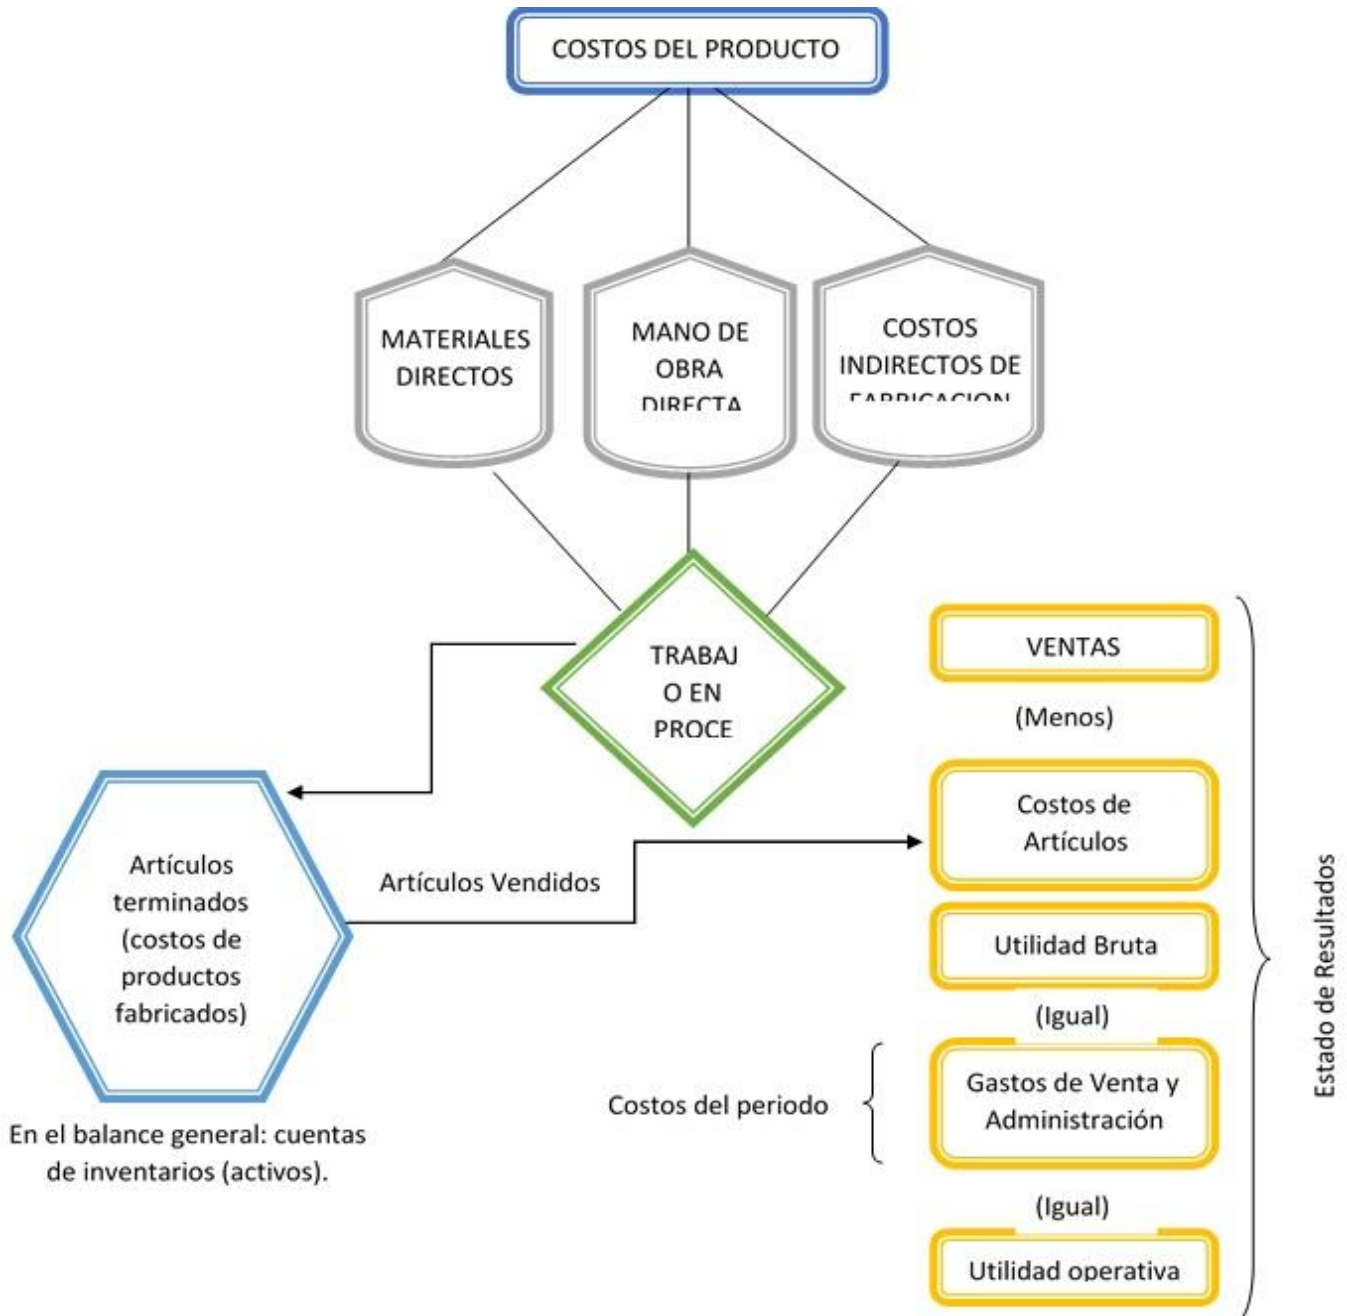 COSTOS DEL PRODUCTO
MATERIALES
DIRECTOS
MANO DE
OBRA
DIRECTA
COSTOS
INDIRECTOS DE
FABRICACION
TRABAJ
O EN
PROCE
VENTAS
(Menos)
Costos de
Artículos
Utilidad Bruta
(Igual)
Gastos de Venta y
Administración
(Igual)
Utilidad operativa
Costos del periodo
Estado de Resultados
Artículos Vendidos
Artículos
terminados
(costos de
productos
fabricados)
En el balance general: cuentas
de inventarios (activos).